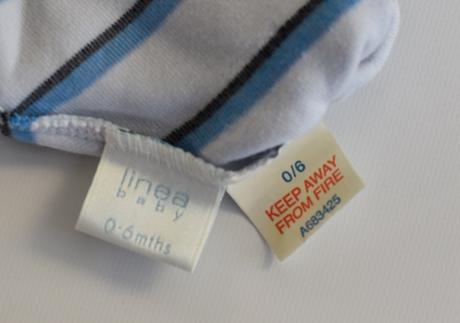 linea
baby
0-6mths
0/6
KEEP AWAY
FROM FIRE
A683425